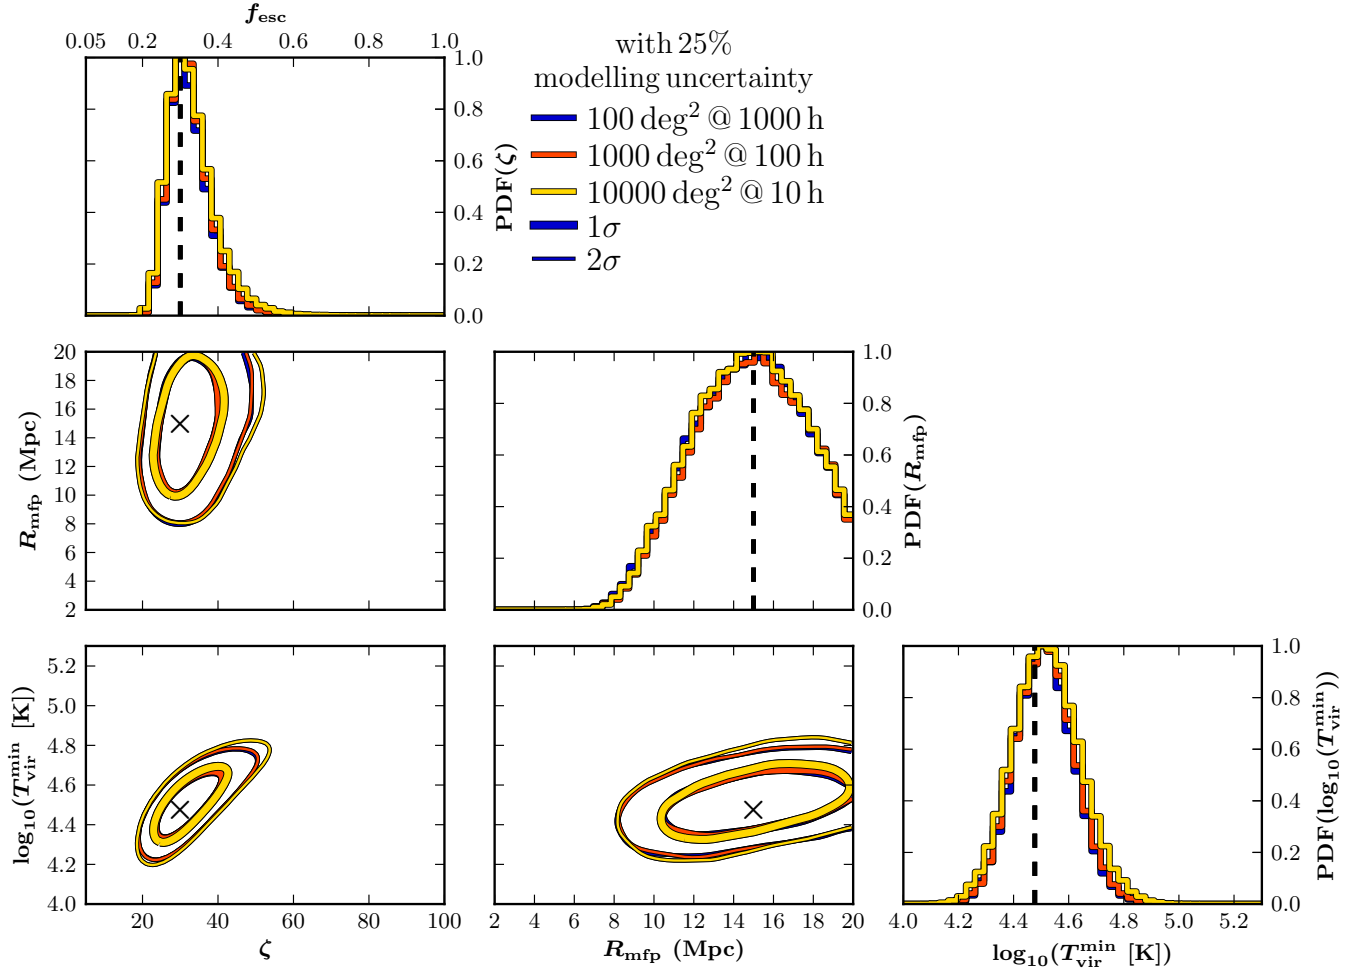 f_esc
0.05 0.2 0.4 0.6 0.8 1.0
with 25%
modelling uncertainty
100 deg² @ 1000 h
1000 deg² @ 100 h
10000 deg² @ 10 h
1σ
2σ
1.0
0.8
0.6
0.4
0.2
0.0
PDF(ζ)
R_mfp (Mpc)
20
18
16
14
12
10
8
6
4
2
1.0
0.8
0.6
0.4
0.2
0.0
PDF(R_mfp)
log₁₀(T_vir^min [K])
5.2
5.0
4.8
4.6
4.4
4.2
4.0
20 40 60 80 100
ζ
2 4 6 8 10 12 14 16 18 20
R_mfp (Mpc)
1.0
0.8
0.6
0.4
0.2
0.0
PDF(log₁₀(T_vir^min))
4.0 4.2 4.4 4.6 4.8 5.0 5.2
log₁₀(T_vir^min [K])